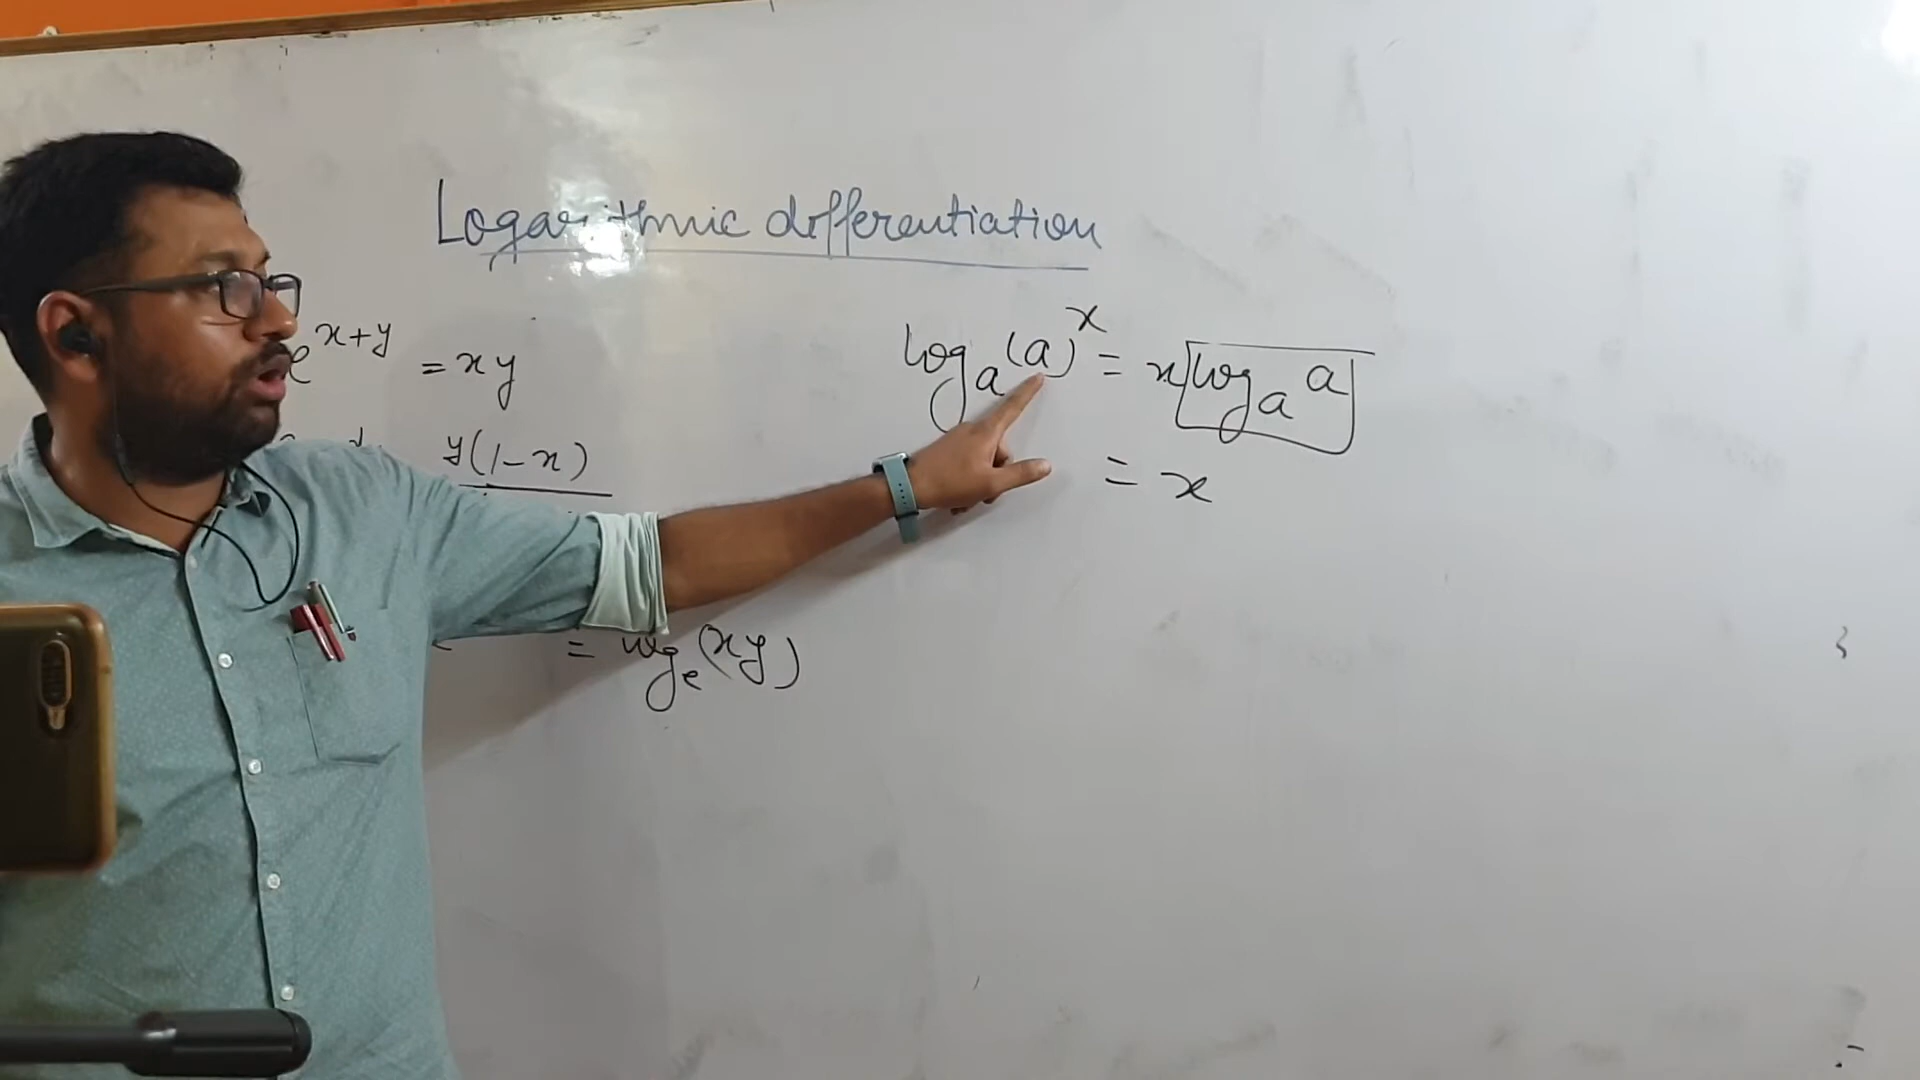 Logarithmic differentiation
e^{x+y} = xy
y(1-x)
= log_e(xy)
log_a(a)^x = x log_a a
= x